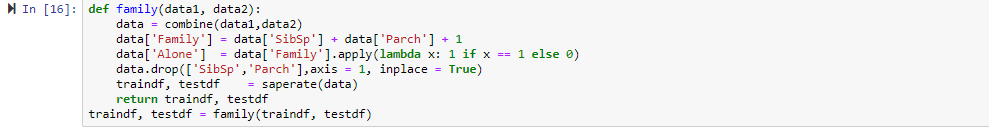 In [16]: def family(data1, data2):
    data = combine(data1,data2)
    data['Family'] = data['SibSp'] + data['Parch'] + 1
    data['Alone']  = data['Family'].apply(lambda x: 1 if x == 1 else 0)
    data.drop(['SibSp','Parch'],axis = 1, inplace = True)
    traindf, testdf    = saperate(data)
    return traindf, testdf
traindf, testdf = family(traindf, testdf)